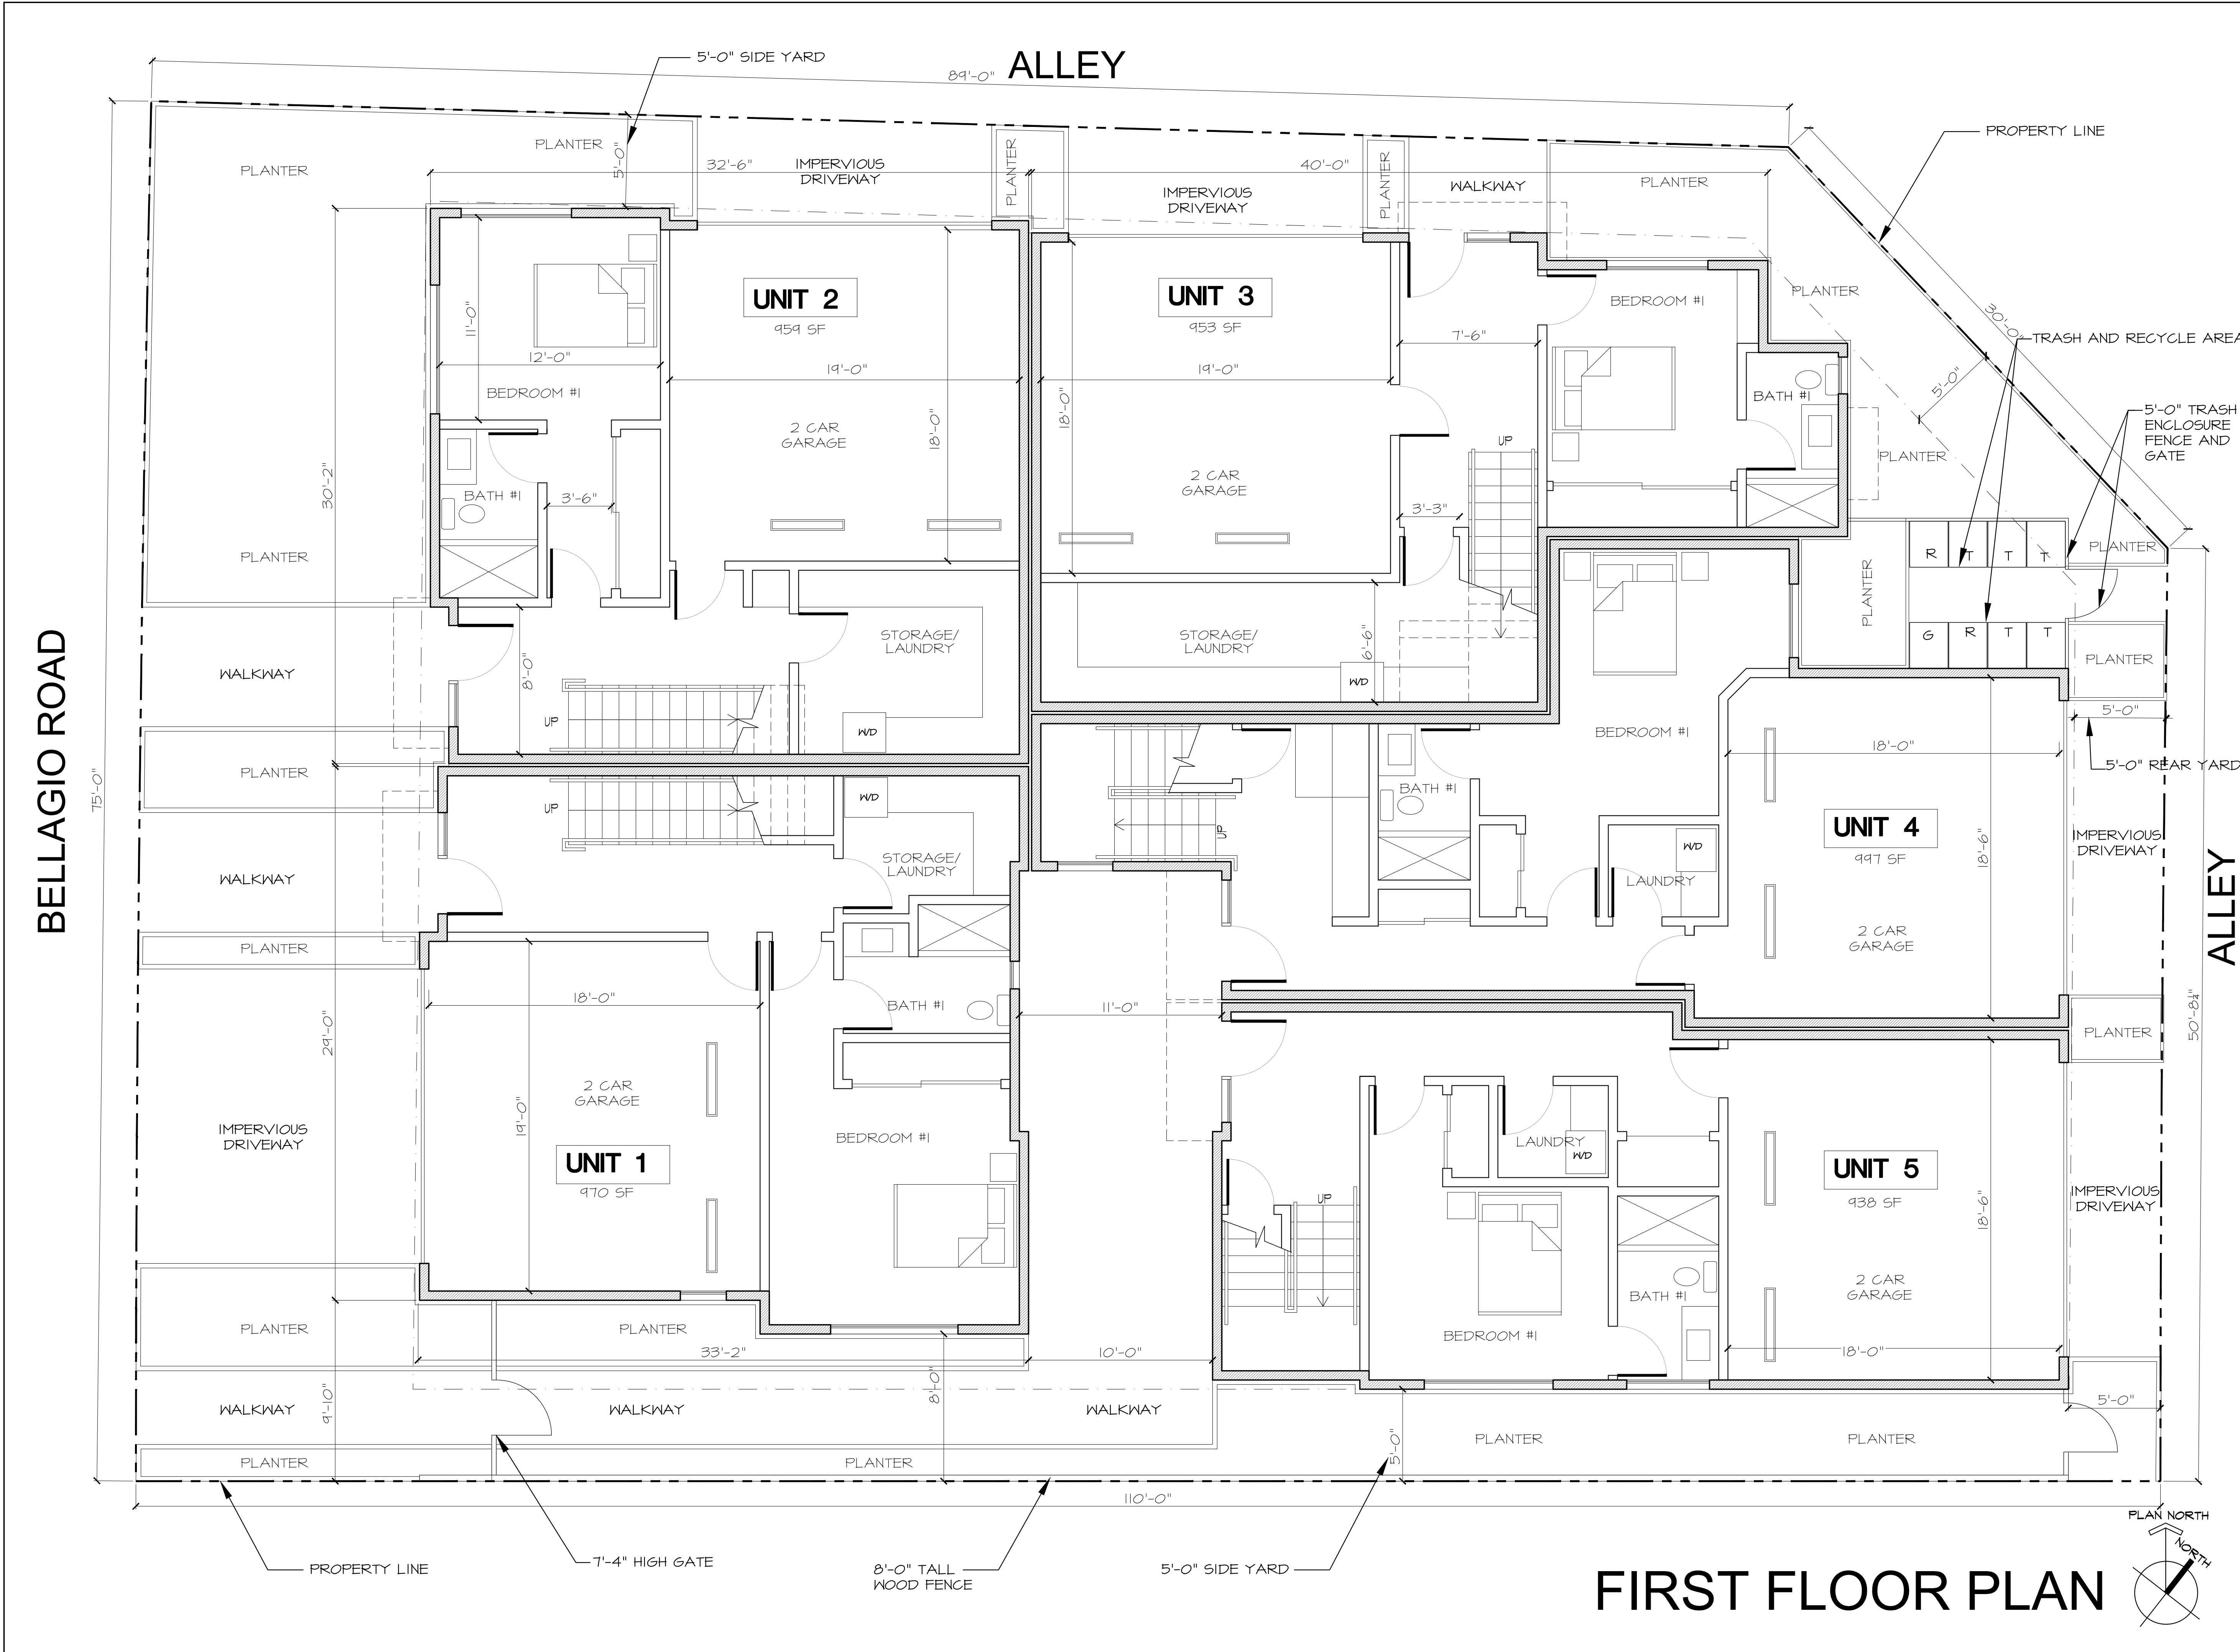 ALLEY
89'-0"
5'-0" SIDE YARD
PROPERTY LINE
PLANTER
PLANTER
5'-0"
32'-6"
IMPERVIOUS
DRIVEWAY
PLANTER
IMPERVIOUS
DRIVEWAY
40'-0"
PLANTER
WALKWAY
PLANTER
PLANTER
30'-0"
TRASH AND RECYCLE AREA
5'-0"
5'-0" TRASH
ENCLOSURE
FENCE AND
GATE
PLANTER
PLANTER
UNIT 2
959 SF
11'-0"
12'-0"
BEDROOM #1
19'-0"
18'-0"
2 CAR
GARAGE
30'-2"
BATH #1
3'-6"
PLANTER
STORAGE/
LAUNDRY
W/D
8'-0"
UP
WALKWAY
UNIT 3
953 SF
19'-0"
18'-0"
2 CAR
GARAGE
7'-6"
BEDROOM #1
BATH #1
UP
3'-3"
STORAGE/
LAUNDRY
6'-6"
W/D
PLANTER
R T T T
G R T T
PLANTER
BELLAGIO ROAD
75'-0"
PLANTER
WALKWAY
PLANTER
UP
W/D
STORAGE/
LAUNDRY
BATH #1
18'-0"
29'-0"
19'-0"
2 CAR
GARAGE
UNIT 1
970 SF
BEDROOM #1
IMPERVIOUS
DRIVEWAY
11'-0"
UP
BATH #1
BEDROOM #1
LAUNDRY
W/D
18'-0"
UNIT 4
997 SF
18'-6"
2 CAR
GARAGE
5'-0"
5'-0" REAR YARD
IMPERVIOUS
DRIVEWAY
ALLEY
50'-8¼"
PLANTER
LAUNDRY
W/D
UP
UNIT 5
938 SF
18'-6"
IMPERVIOUS
DRIVEWAY
2 CAR
GARAGE
BATH #1
BEDROOM #1
18'-0"
PLANTER
PLANTER
33'-2"
10'-0"
9'-10"
8'-0"
WALKWAY
WALKWAY
WALKWAY
5'-0"
5'-0"
PLANTER
PLANTER
PLANTER
PLANTER
110'-0"
PROPERTY LINE
7'-4" HIGH GATE
8'-0" TALL
WOOD FENCE
5'-0" SIDE YARD
FIRST FLOOR PLAN
PLAN NORTH
NORTH